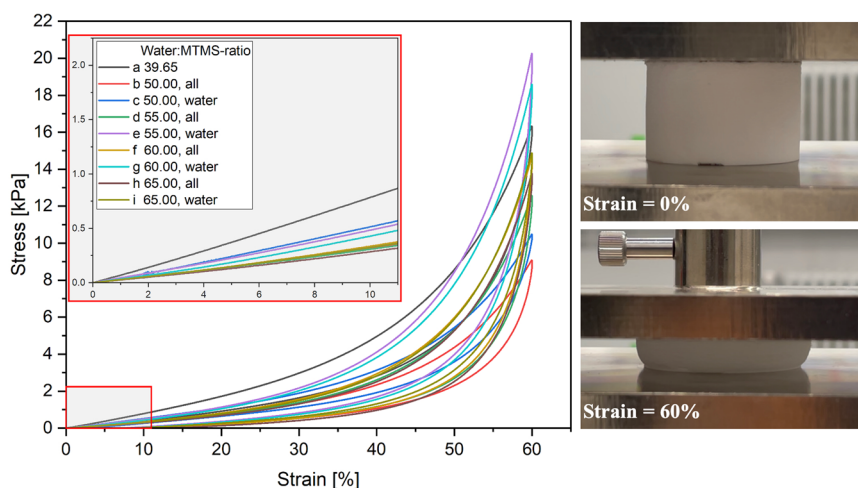 22
20
18
16
14
12
10
8
6
4
2
0
Stress [kPa]
0
10
20
30
40
50
60
Strain [%]
2.0
1.5
1.0
0.5
0.0
0
2
4
6
8
10
Water:MTMS-ratio
a 39.65
b 50.00, all
c 50.00, water
d 55.00, all
e 55.00, water
f 60.00, all
g 60.00, water
h 65.00, all
i 65.00, water
Strain = 0%
Strain = 60%